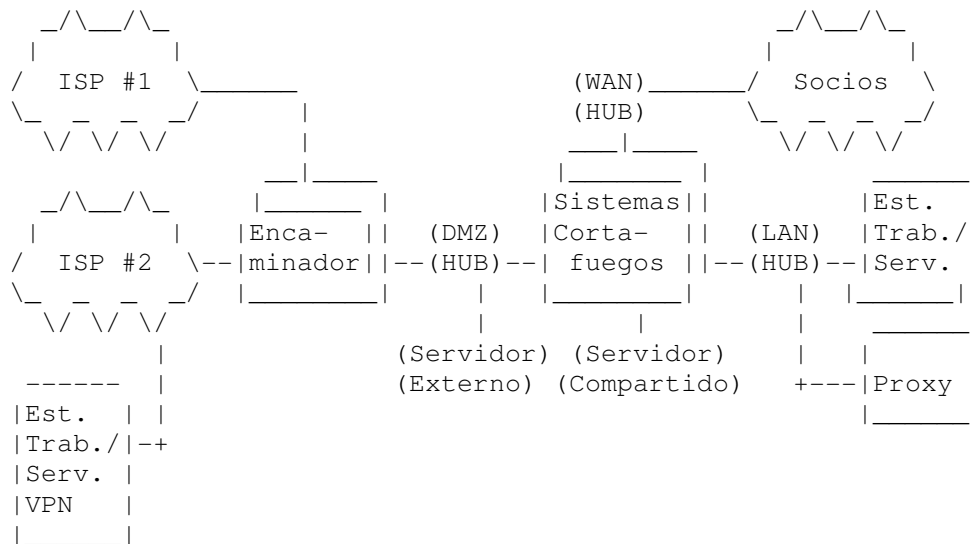 ISP #1
(WAN)
Socios
(HUB)
Sistemas
Est.
Enca-
(DMZ)
Corta-
(LAN)
Trab./
ISP #2
minador
(HUB)
fuegos
(HUB)
Serv.
(Servidor)
(Servidor)
(Externo)
(Compartido)
Proxy
Est.
Trab./
Serv.
VPN